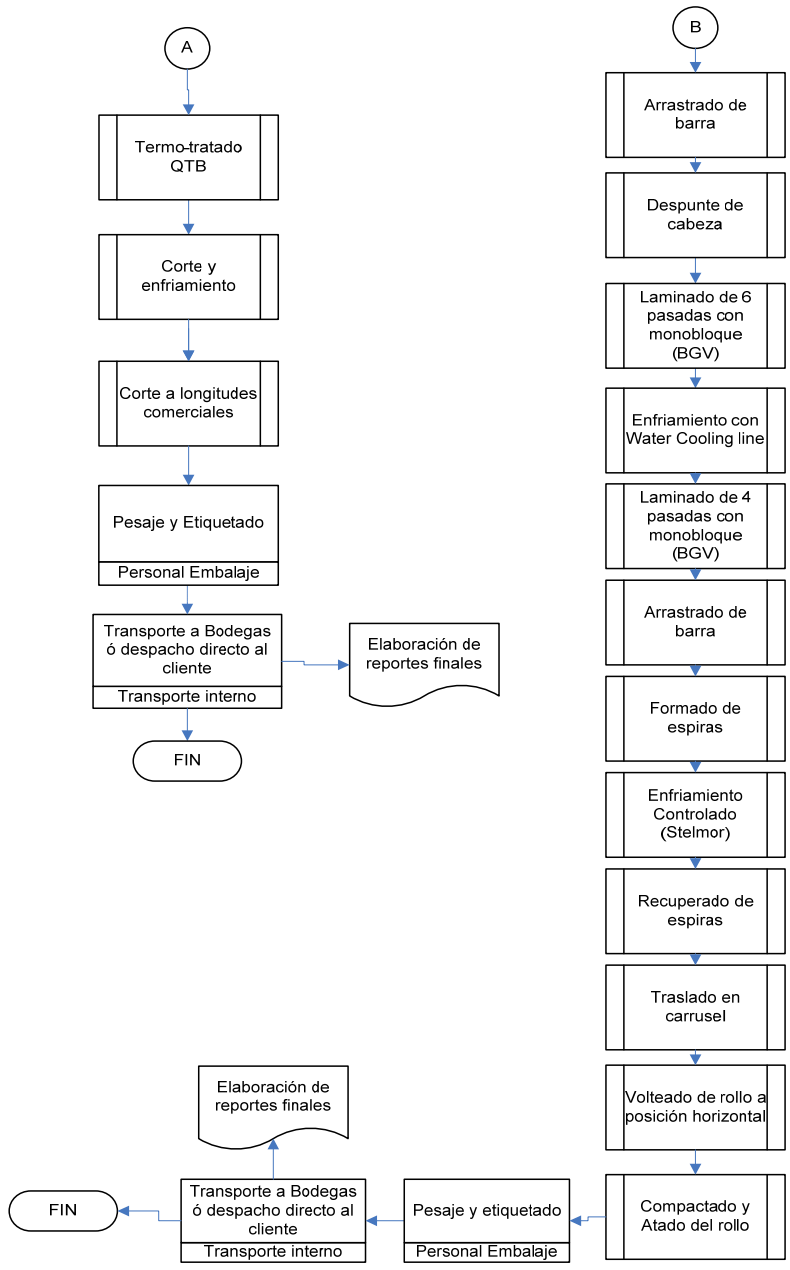 A
Termo-tratado
QTB
Corte y
enfriamiento
Corte a longitudes
comerciales
Pesaje y Etiquetado
Personal Embalaje
Transporte a Bodegas
ó despacho directo al
cliente
Transporte interno
Elaboración de
reportes finales
FIN
B
Arrastrado de
barra
Despunte de
cabeza
Laminado de 6
pasadas con
monobloque
(BGV)
Enfriamiento con
Water Cooling line
Laminado de 4
pasadas con
monobloque
(BGV)
Arrastrado de
barra
Formado de
espiras
Enfriamiento
Controlado
(Stelmor)
Recuperado de
espiras
Traslado en
carrusel
Volteado de rollo a
posición horizontal
Compactado y
Atado del rollo
Pesaje y etiquetado
Personal Embalaje
Transporte a Bodegas
ó despacho directo al
cliente
Transporte interno
Elaboración de
reportes finales
FIN